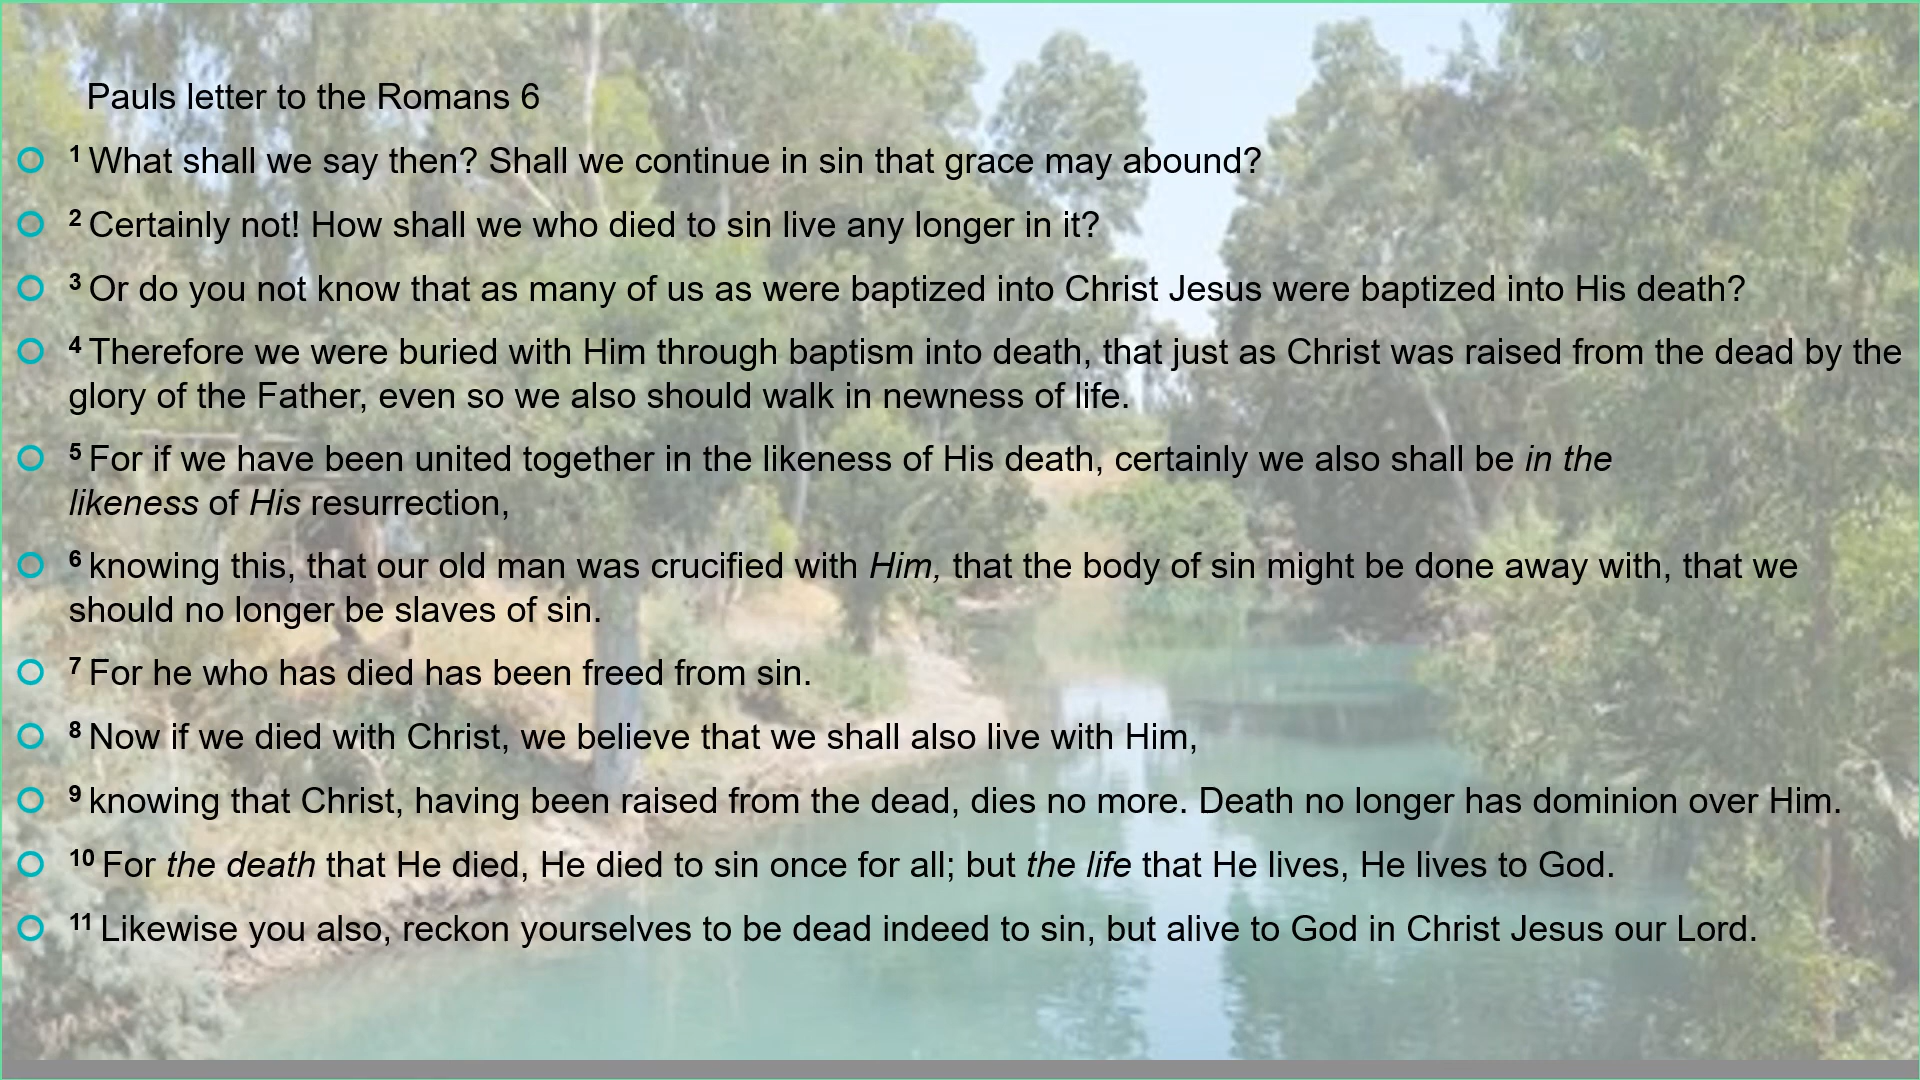 Pauls letter to the Romans 6
1 What shall we say then? Shall we continue in sin that grace may abound?
2 Certainly not! How shall we who died to sin live any longer in it?
3 Or do you not know that as many of us as were baptized into Christ Jesus were baptized into His death?
4 Therefore we were buried with Him through baptism into death, that just as Christ was raised from the dead by the
glory of the Father, even so we also should walk in newness of life.
5 For if we have been united together in the likeness of His death, certainly we also shall be in the
likeness of His resurrection,
6 knowing this, that our old man was crucified with Him, that the body of sin might be done away with, that we
should no longer be slaves of sin.
7 For he who has died has been freed from sin.
8 Now if we died with Christ, we believe that we shall also live with Him,
9 knowing that Christ, having been raised from the dead, dies no more. Death no longer has dominion over Him.
10 For the death that He died, He died to sin once for all; but the life that He lives, He lives to God.
11 Likewise you also, reckon yourselves to be dead indeed to sin, but alive to God in Christ Jesus our Lord.